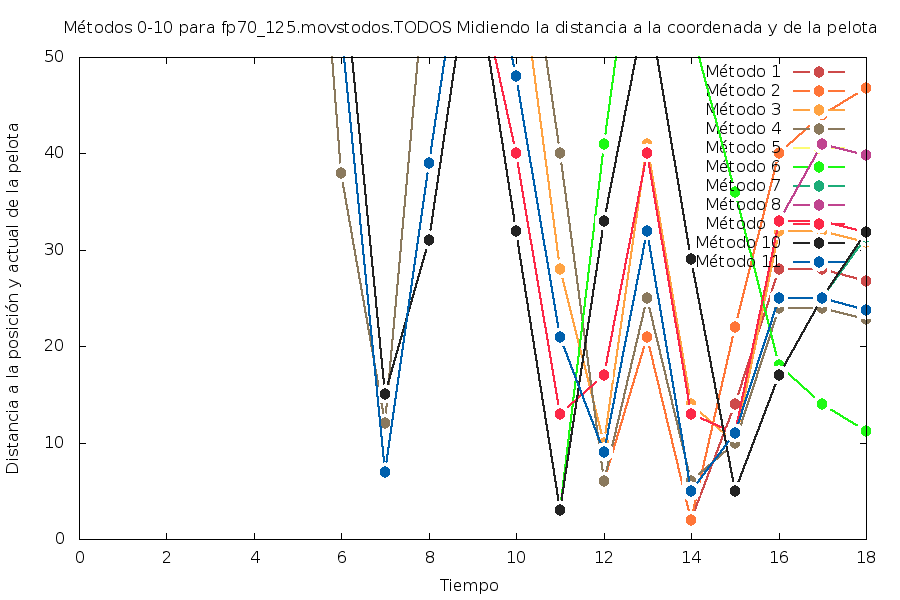 Métodos 0-10 para fp70_125.movstodos.TODOS Midiendo la distancia a la coordenada y de la pelota
Distancia a la posición y actual de la pelota
50
40
30
20
10
0
Método 1
Método 2
Método 3
Método 4
Método 5
Método 6
Método 7
Método 8
Método
Método 10
Método 11
0 2 4 6 8 10 12 14 16 18
Tiempo